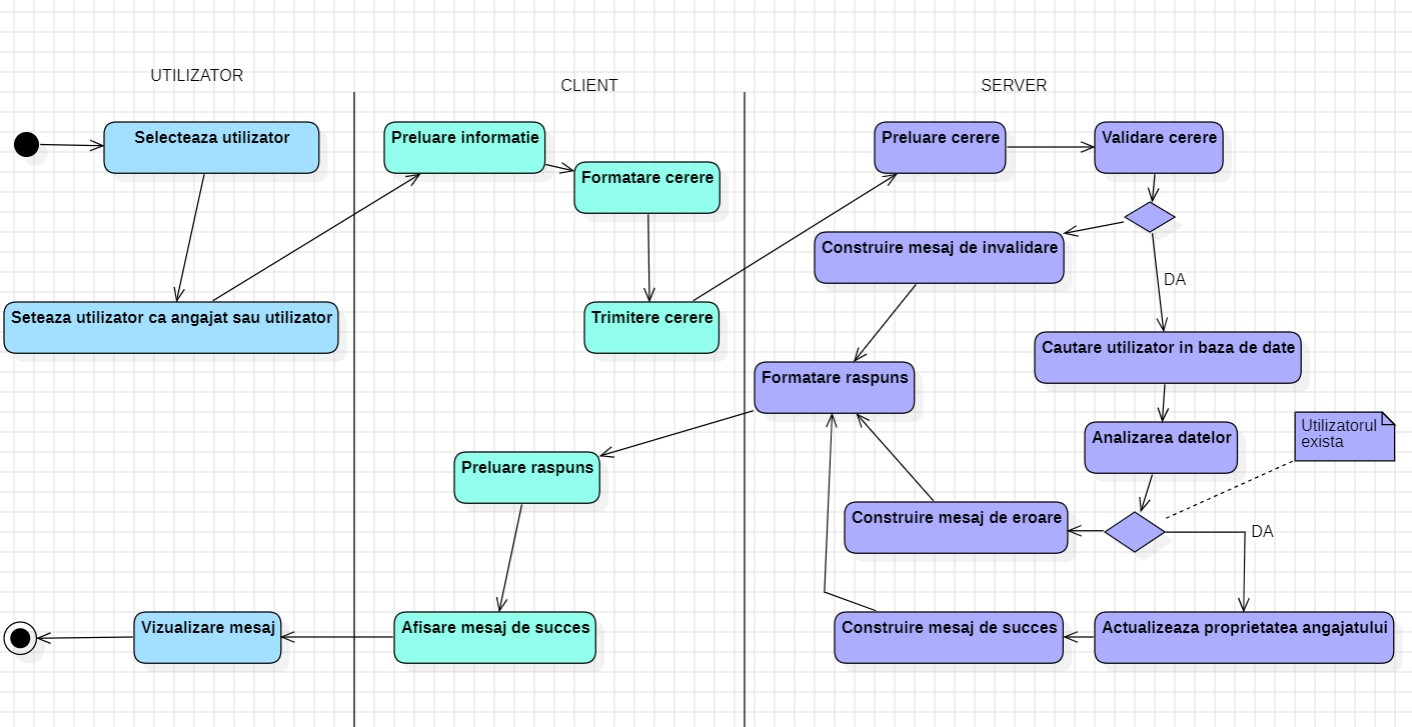 UTILIZATOR
CLIENT
SERVER
Selecteaza utilizator
Preluare informatie
Preluare cerere
Validare cerere
Formatare cerere
Construire mesaj de invalidare
DA
Seteaza utilizator ca angajat sau utilizator
Trimitere cerere
Cautare utilizator in baza de date
Formatare raspuns
Analizarea datelor
Utilizatorul
exista
Preluare raspuns
Construire mesaj de eroare
DA
Vizualizare mesaj
Afisare mesaj de succes
Construire mesaj de succes
Actualizeaza proprietatea angajatului